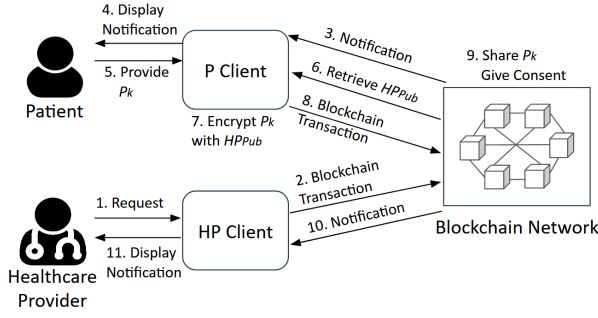 4. Display
Notification
3. Notification
9. Share Pk
Give Consent
6. Retrieve HPPub
P Client
5. Provide
Pk
Patient
8. Blockchain
Transaction
7. Encrypt Pk
with HPPub
2. Blockchain
Transaction
1. Request
HP Client
10. Notification
Blockchain Network
11. Display
Notification
Healthcare
Provider